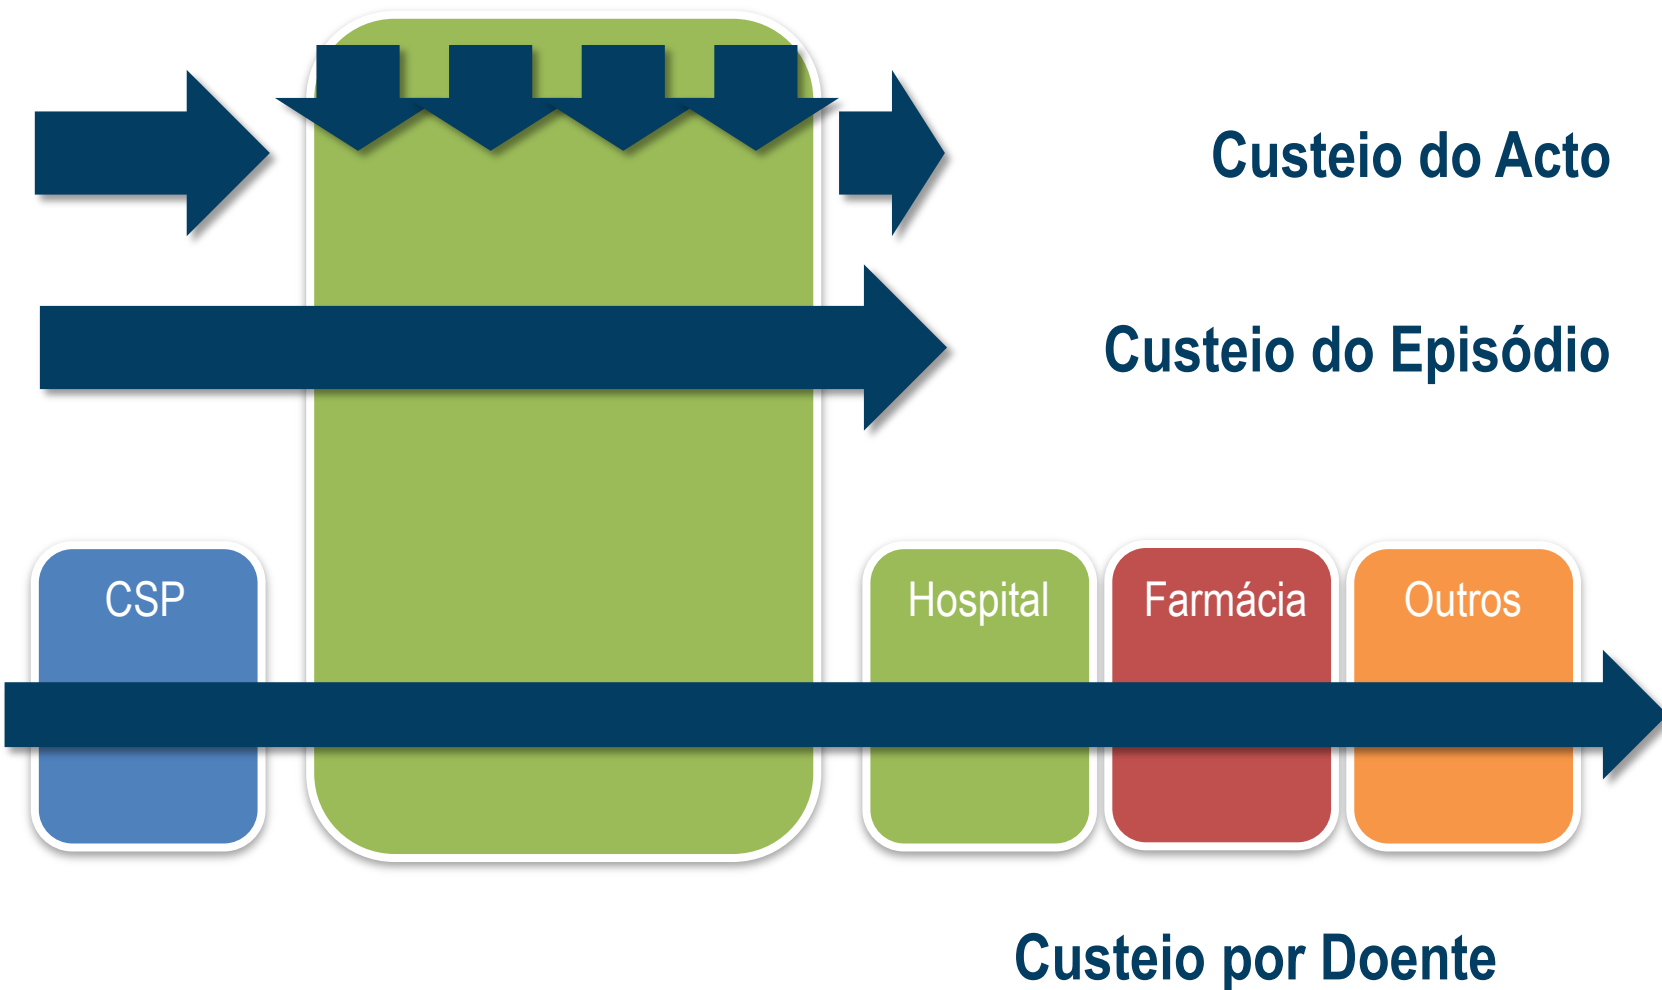 Custeio do Acto
Custeio do Episódio
CSP
Hospital
Farmácia
Outros
Custeio por Doente